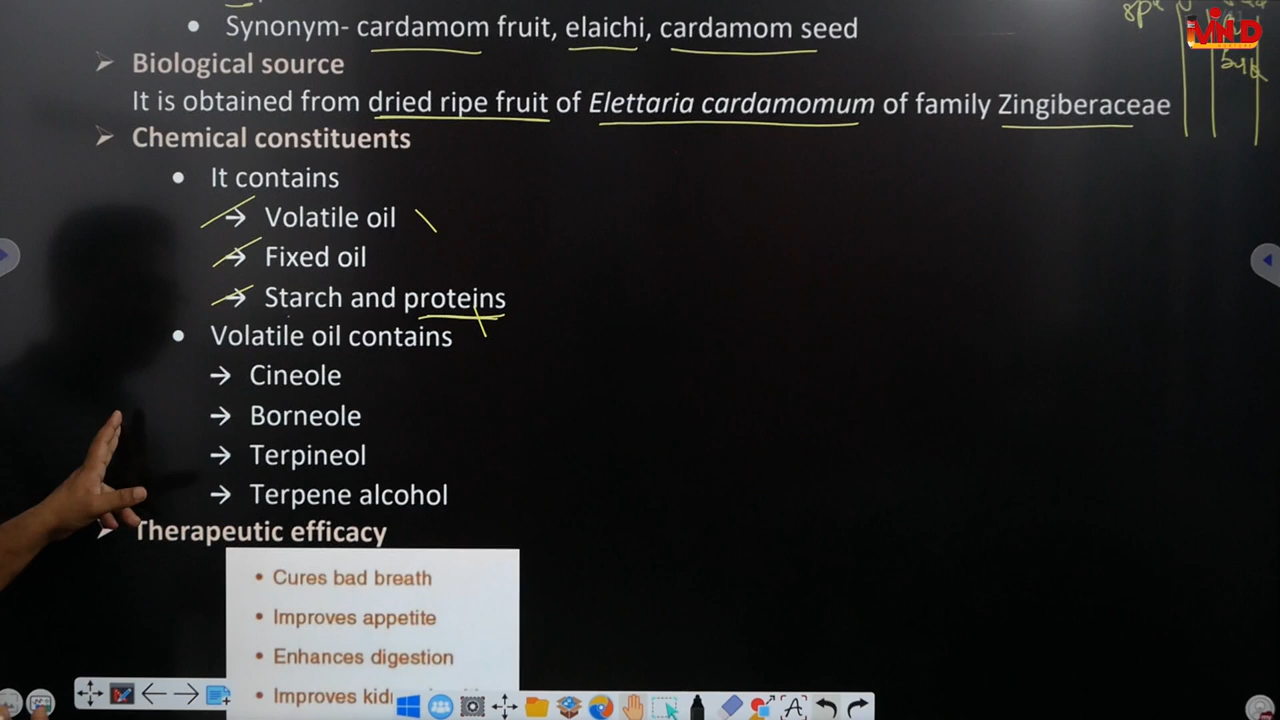 • Synonym- cardamom fruit, elaichi, cardamom seed
➤ Biological source
It is obtained from dried ripe fruit of Elettaria cardamomum of family Zingiberaceae
➤ Chemical constituents
• It contains
→ Volatile oil
→ Fixed oil
→ Starch and proteins
• Volatile oil contains
→ Cineole
→ Borneole
→ Terpineol
→ Terpene alcohol
➤ Therapeutic efficacy
• Cures bad breath
• Improves appetite
• Enhances digestion
• Improves